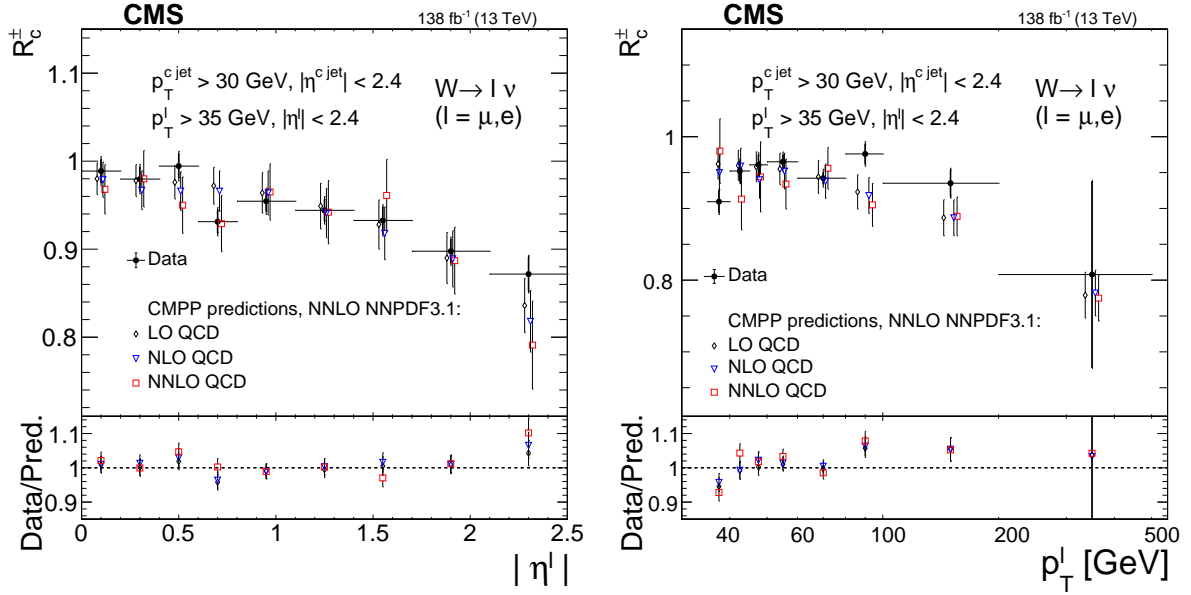 CMS
138 fb⁻¹ (13 TeV)
R_c^±
p_T^{c jet} > 30 GeV, |η^{c jet}| < 2.4
p_T^l > 35 GeV, |η^l| < 2.4
W→ l ν
(l = μ,e)
Data
CMPP predictions, NNLO NNPDF3.1:
LO QCD
NLO QCD
NNLO QCD
1.1
1
0.9
0.8
Data/Pred.
1.1
1
0.9
0 0.5 1 1.5 2 2.5
| η^l |
CMS
138 fb⁻¹ (13 TeV)
R_c^±
p_T^{c jet} > 30 GeV, |η^{c jet}| < 2.4
p_T^l > 35 GeV, |η^l| < 2.4
W→ l ν
(l = μ,e)
Data
CMPP predictions, NNLO NNPDF3.1:
LO QCD
NLO QCD
NNLO QCD
1
0.8
Data/Pred.
1.1
1
0.9
40 60 100 200 500
p_T^l [GeV]